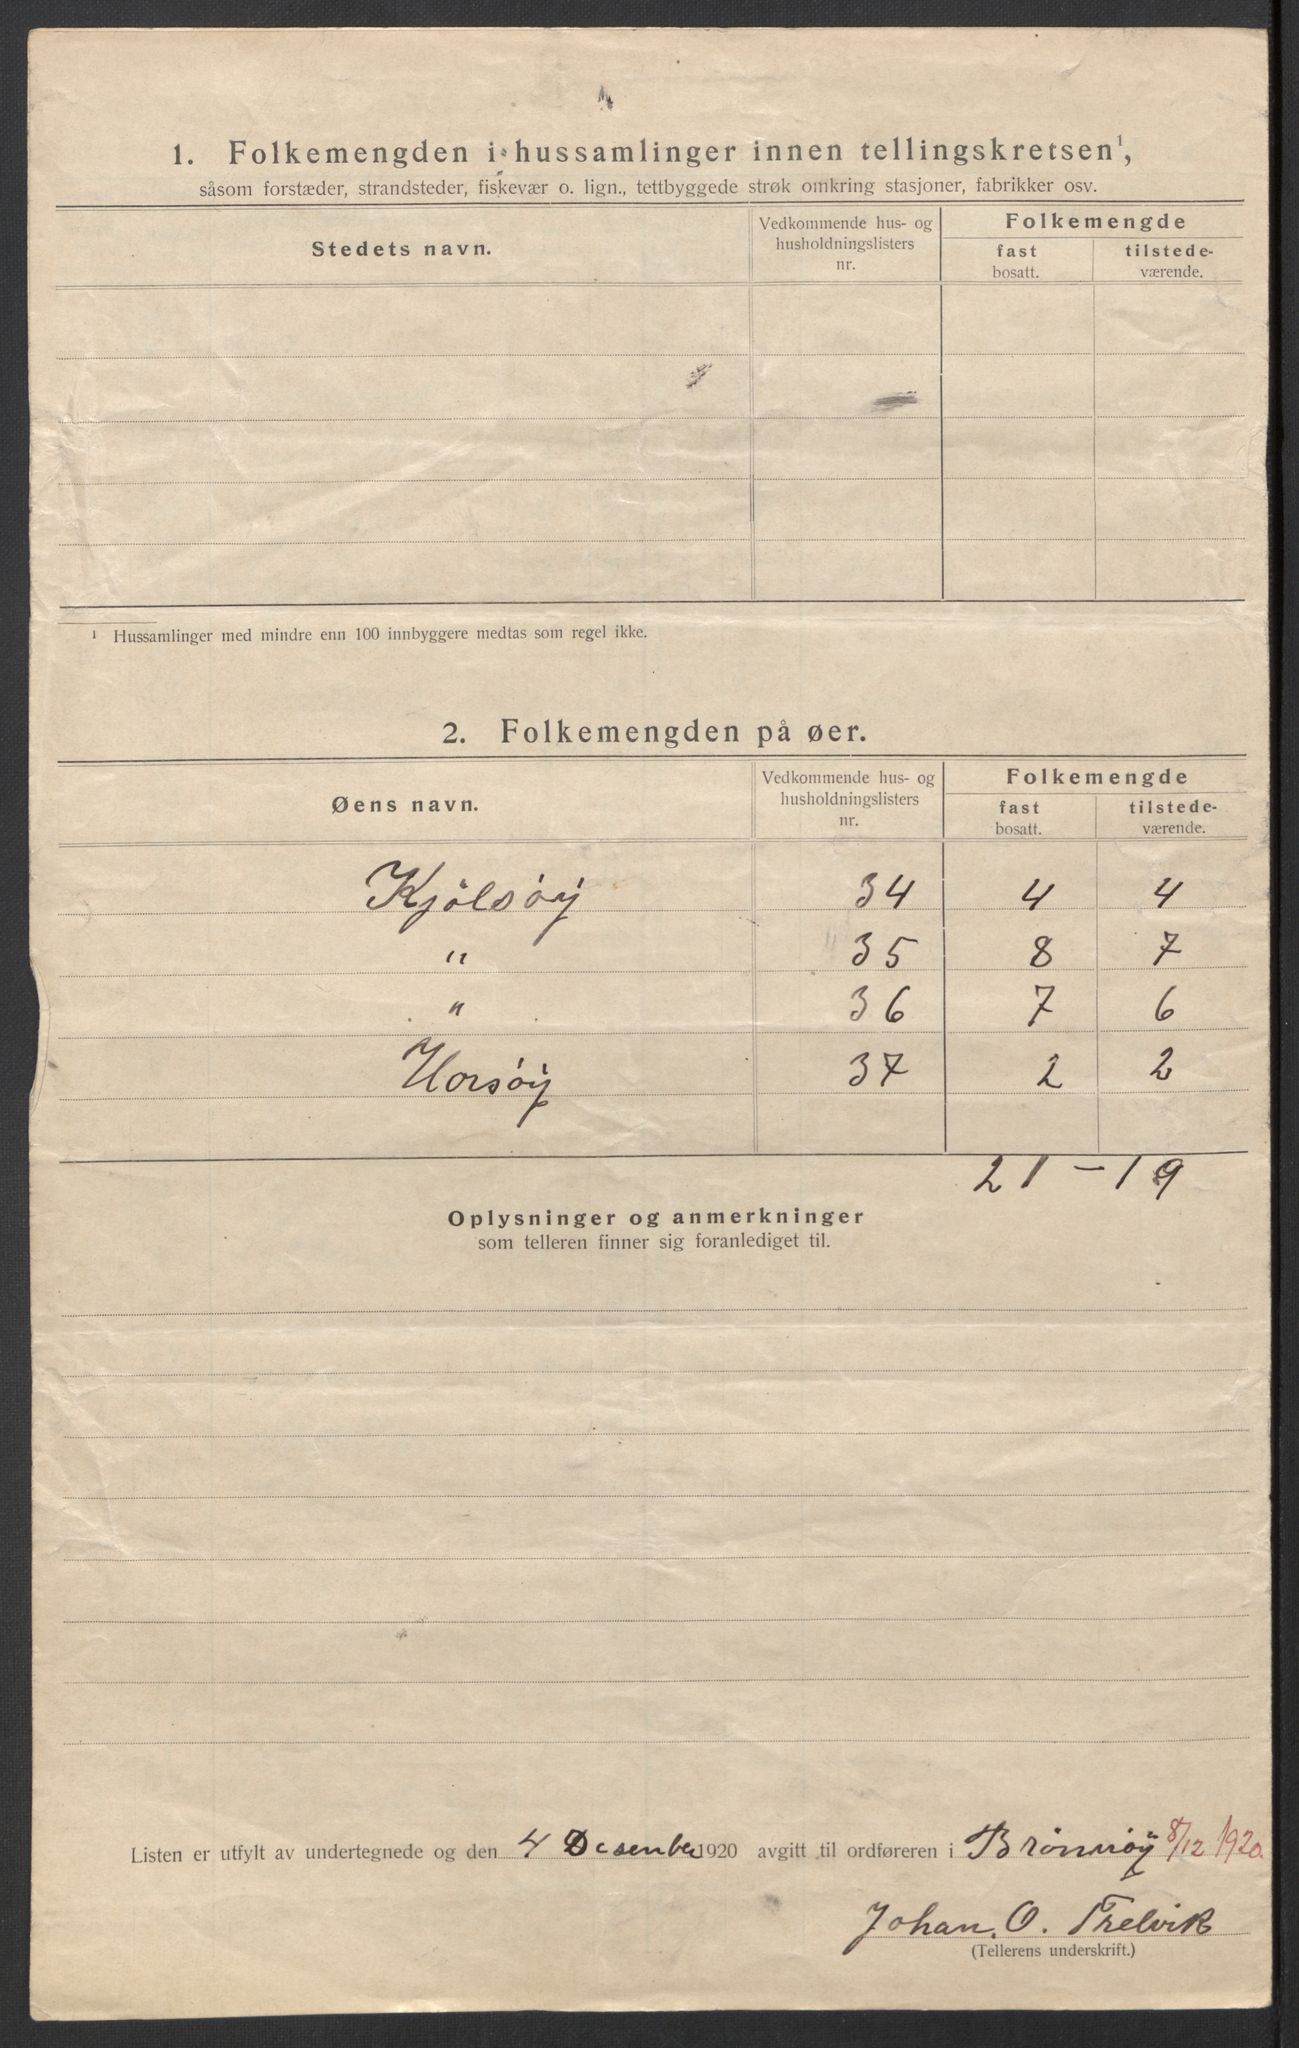 1. Folkemengden i hussamlinger innen tellingskretsen¹,
såsom forstæder, strandsteder, fiskevær o. lign., tettbyggede strøk omkring stasjoner, fabrikker osv.
Stedets navn.
Vedkommende hus- og
husholdningslisters
nr.
Folkemengde
fast
bosatt.
tilstede-
værende.
¹ Hussamlinger med mindre enn 100 innbyggere medtas som regel ikke.
2. Folkemengden på øer.
Øens navn.
Vedkommende hus- og
husholdningslisters
nr.
Folkemengde
fast
bosatt.
tilstede-
værende.
Kjölsöy 34 4 4
" 35 8 7
" 36 7 6
Horsöy 37 2 2
21 - 19
Oplysninger og anmerkninger
som telleren finner sig foranlediget til.
Listen er utfylt av undertegnede og den 4 Desember 1920 avgitt til ordføreren i Brönnöy 8/12 1920.
Johan. O. Trelvik
(Tellerens underskrift.)